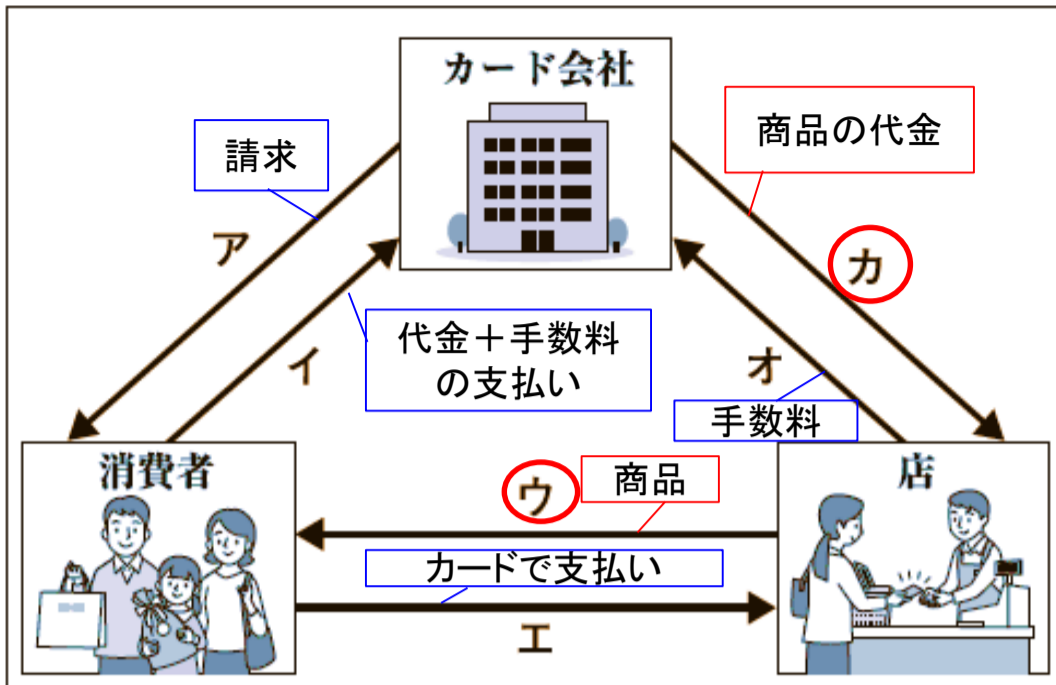 カード会社
請求
商品の代金
ア
カ
イ
代金＋手数料
の支払い
オ
手数料
消費者
ウ
商品
店
カードで支払い
エ